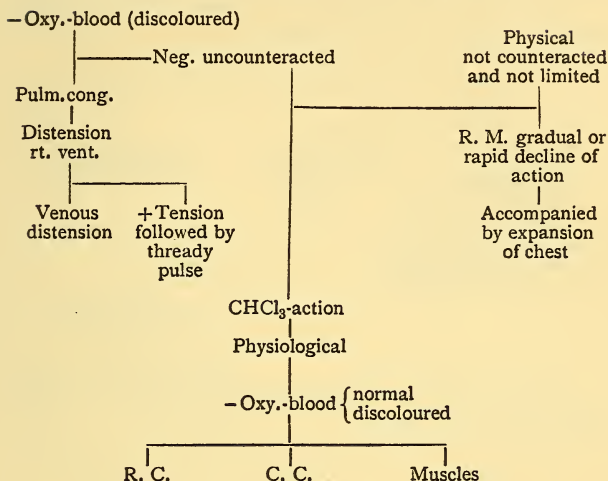 —Oxy.-blood (discoloured)
Neg. uncounteracted
Physical
not counteracted
and not limited
Pulm.cong.
Distension
rt. vent.
R. M. gradual or
rapid decline of
action
Venous
distension
+Tension
followed by
thready
pulse
Accompanied
by expansion
of chest
CHCl₃-action
Physiological
—Oxy.-blood { normal
discoloured
R. C.
C. C.
Muscles